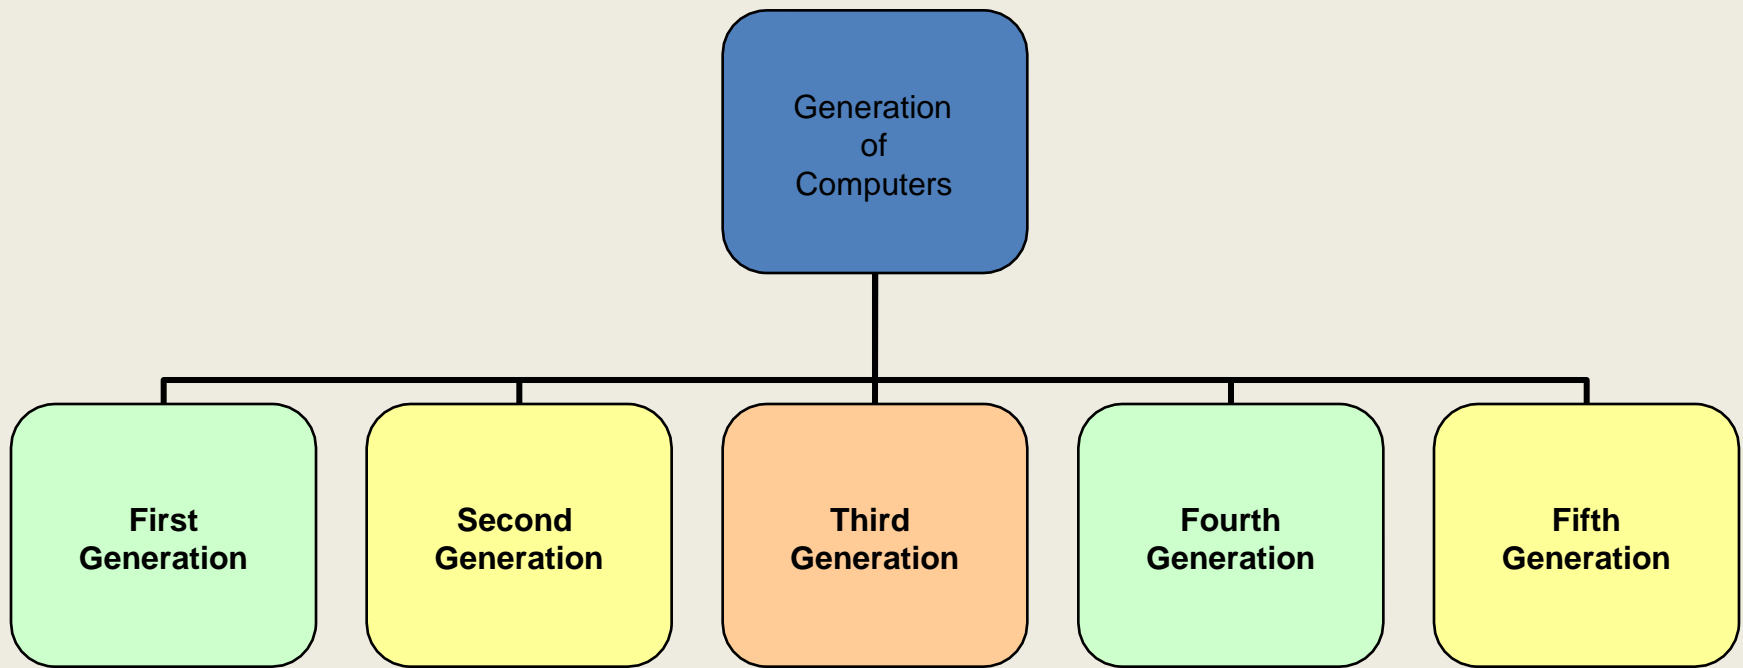 Generation
of
Computers
First
Generation
Second
Generation
Third
Generation
Fourth
Generation
Fifth
Generation